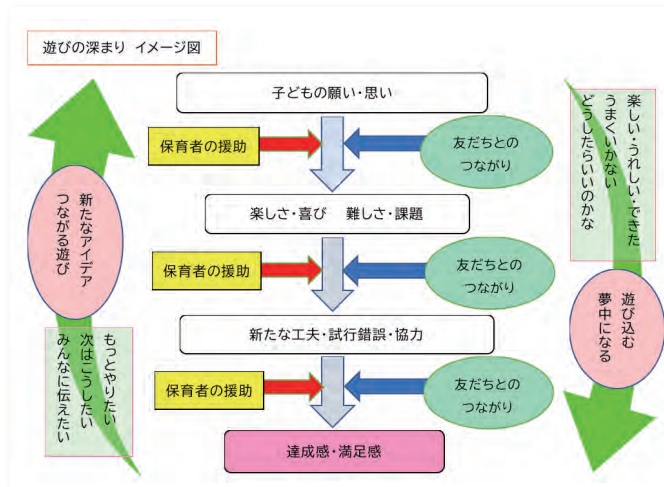 遊びの深まり イメージ図
子どもの願い・思い
保育者の援助
友だちとの
つながり
楽しさ・喜び 難しさ・課題
保育者の援助
友だちとの
つながり
新たな工夫・試行錯誤・協力
保育者の援助
友だちとの
つながり
達成感・満足感
楽しい・うれしい・できた
うまくいかない
どうしたらいいのかな
遊び込む
夢中になる
もっとやりたい
次はこうしたい
みんなに伝えたい
新たなアイデア
つながる遊び